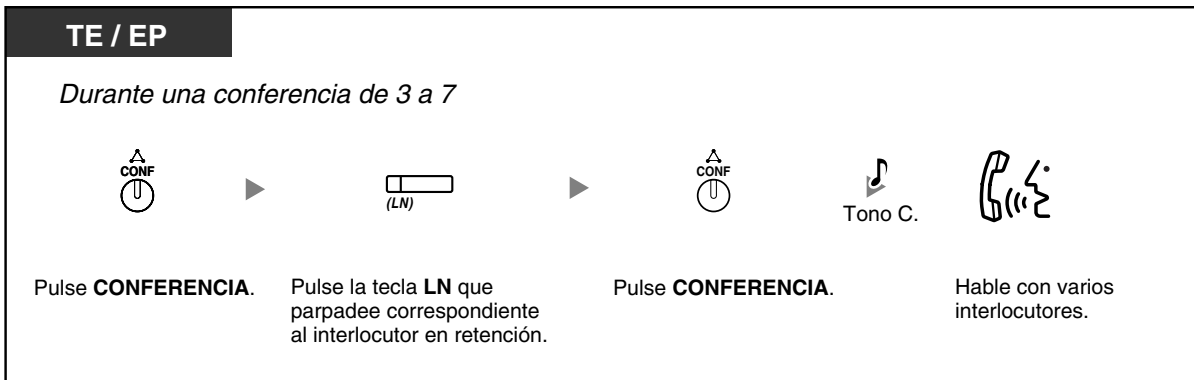 TE / EP
Durante una conferencia de 3 a 7
CONF
(LN)
CONF
Tono C.
Pulse CONFERENCIA.
Pulse la tecla LN que
parpadee correspondiente
al interlocutor en retención.
Pulse CONFERENCIA.
Hable con varios
interlocutores.